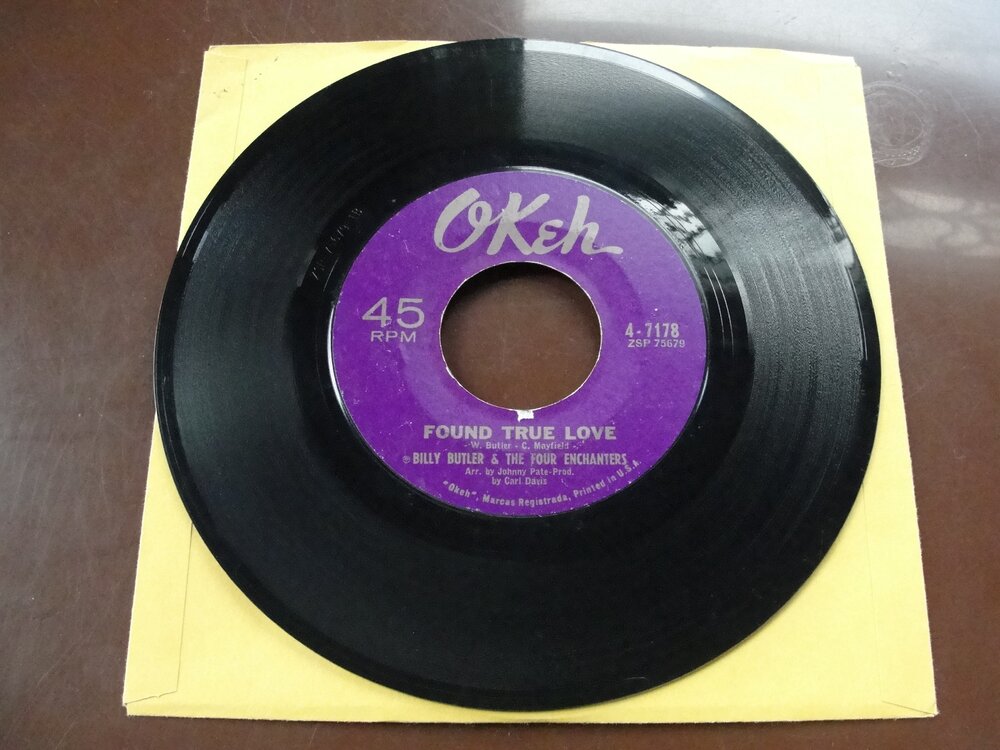 OKeh
45
RPM
4-7178
ZSP 75679
FOUND TRUE LOVE
- W. Butler - C. Mayfield -
℗BILLY BUTLER & THE FOUR ENCHANTERS
Arr. by Johnny Pate-Prod.
by Carl Davis
"Okeh", Marcas Registrada, Printed in U.S.A.